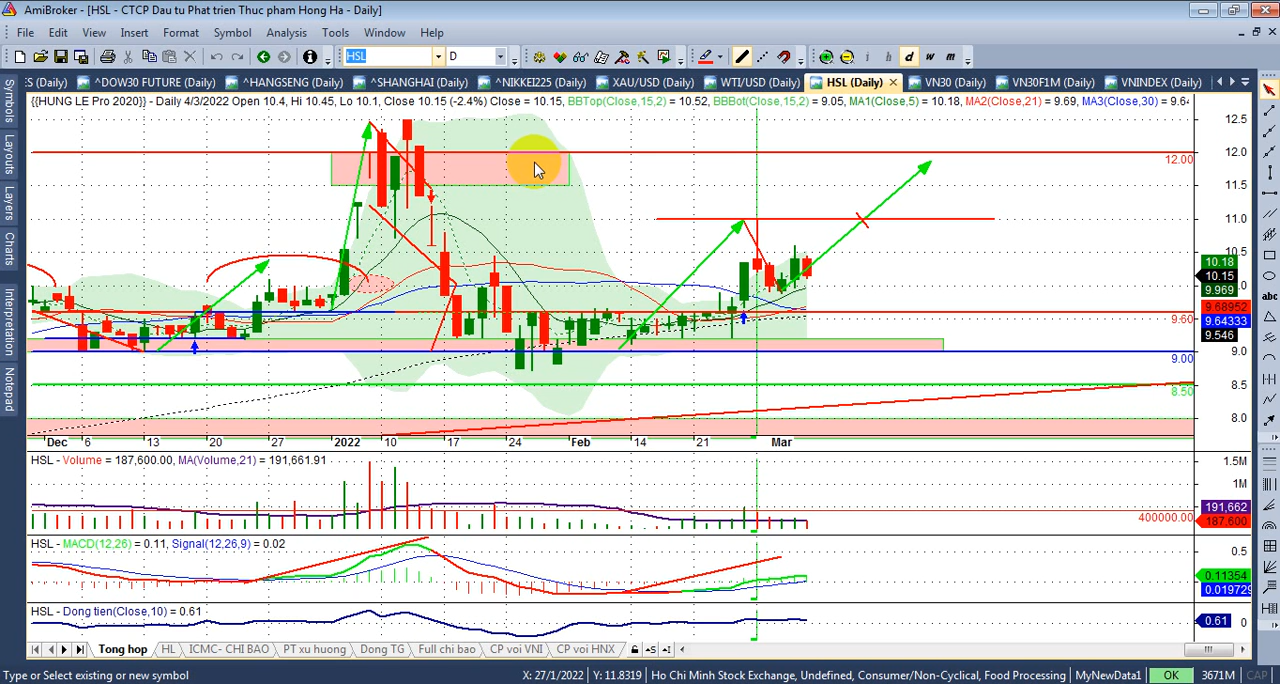 AmiBroker - [HSL - CTCP Dau tu Phat trien Thuc pham Hong Ha - Daily]
File Edit View Insert Format Symbol Analysis Tools Window Help
HSL D i h d w m
S (Daily) ^DOW30 FUTURE (Daily) ^HANGSENG (Daily) ^SHANGHAI (Daily) ^NIKKEI225 (Daily) XAU/USD (Daily) WTI/USD (Daily) HSL (Daily) VN30 (Daily) VN30F1M (Daily) VNINDEX (Daily)
Symbols
Layouts
Layers
Charts
Interpretation
Notepad
{{HUNG LE Pro 2020}} - Daily 4/3/2022 Open 10.4, Hi 10.45, Lo 10.1, Close 10.15 (-2.4%) Close = 10.15, BBTop(Close,15,2) = 10.52, BBBot(Close,15,2) = 9.05, MA1(Close,5) = 10.18, MA2(Close,21) = 9.69, MA3(Close,30) = 9.6
12.5
12.0
12.00
11.5
11.0
10.5
10.18
10.15
9.969
9.68952
9.64333
9.60
9.546
9.0
9.00
8.5
8.50
8.0
abc
Dec 6 13 20 27 2022 10 17 24 Feb 14 21 Mar
HSL - Volume = 187,600.00, MA(Volume,21) = 191,661.91
1.5M
1M
191,662
400000.00
187,600
HSL - MACD(12,26) = 0.11, Signal(12,26,9) = 0.02
0.5
0.11354
0.019729
HSL - Dong tien(Close,10) = 0.61
0.61 0
Tong hop HL ICMC- CHI BAO PT xu huong Dong TG Full chi bao CP voi VNI CP voi HNX
Type or Select existing or new symbol X: 27/1/2022 Y: 11.8319 Ho Chi Minh Stock Exchange, Undefined, Consumer/Non-Cyclical, Food Processing MyNewData1 OK 3671M CAP